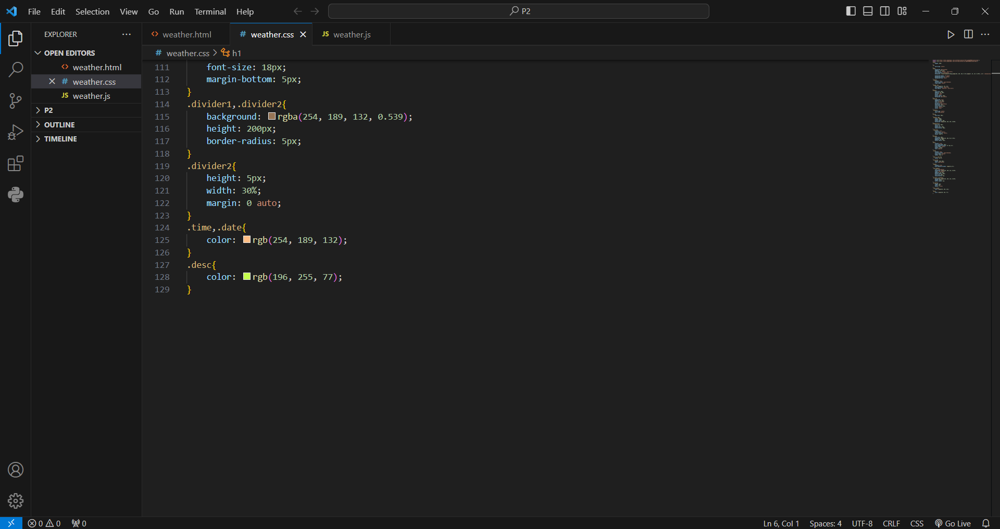 File Edit Selection View Go Run Terminal Help P2
EXPLORER
OPEN EDITORS
weather.html
# weather.css
JS weather.js
P2
OUTLINE
TIMELINE
weather.html # weather.css JS weather.js
# weather.css > h1
111 font-size: 18px;
112 margin-bottom: 5px;
113 }
114 .divider1,.divider2{
115 background: rgba(254, 189, 132, 0.539);
116 height: 200px;
117 border-radius: 5px;
118 }
119 .divider2{
120 height: 5px;
121 width: 30%;
122 margin: 0 auto;
123 }
124 .time,.date{
125 color: rgb(254, 189, 132);
126 }
127 .desc{
128 color: rgb(196, 255, 77);
129 }
0 0 0 Ln 6, Col 1 Spaces: 4 UTF-8 CRLF CSS Go Live